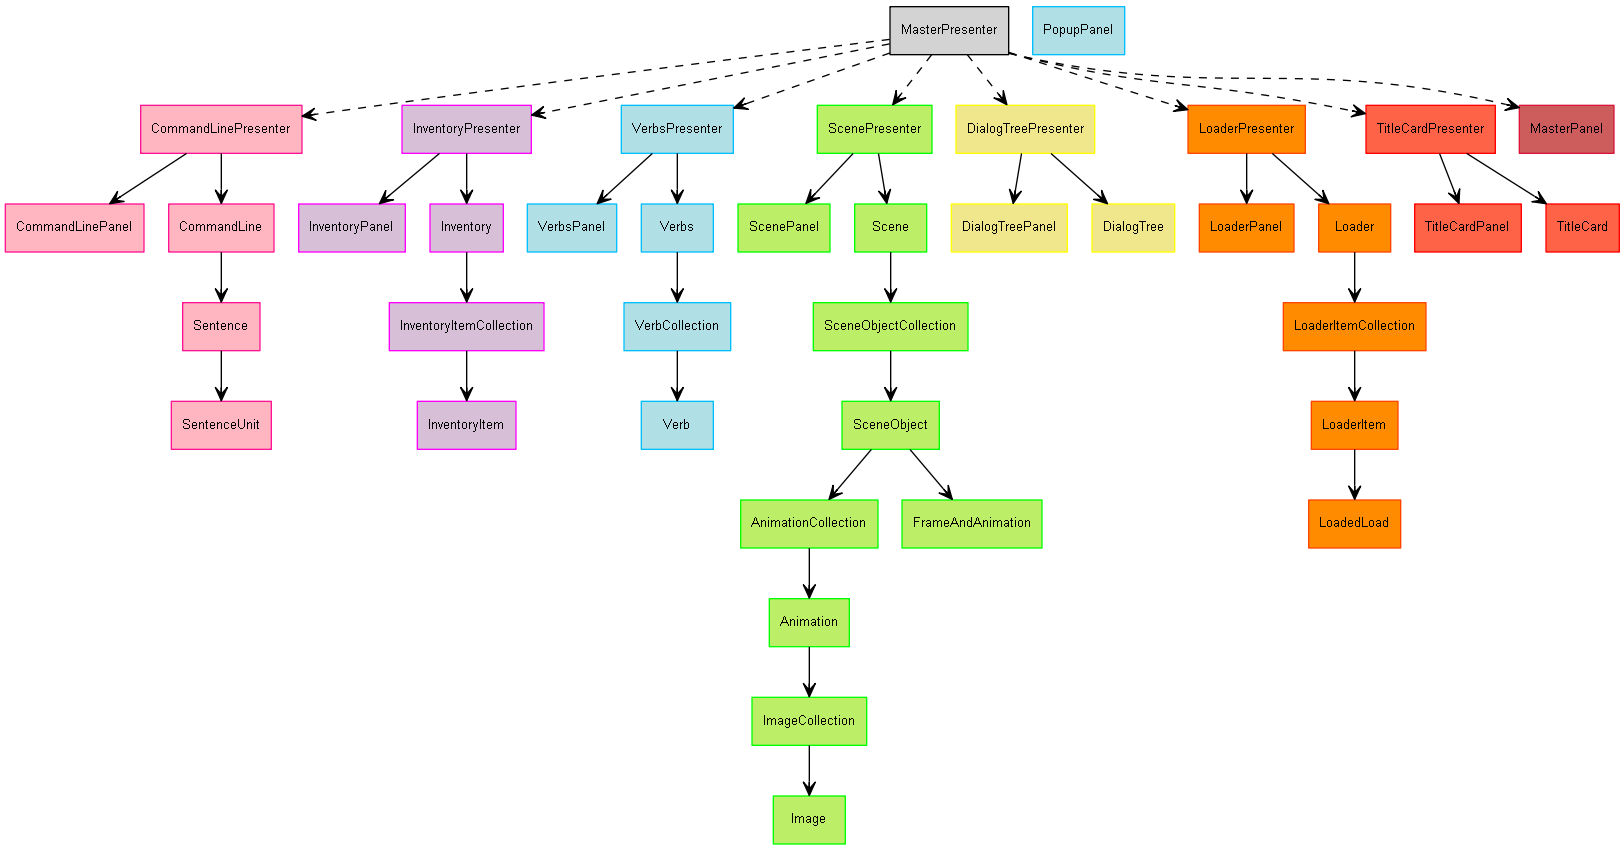 MasterPresenter
PopupPanel
CommandLinePresenter
InventoryPresenter
VerbsPresenter
ScenePresenter
DialogTreePresenter
LoaderPresenter
TitleCardPresenter
MasterPanel
CommandLinePanel
CommandLine
InventoryPanel
Inventory
VerbsPanel
Verbs
ScenePanel
Scene
DialogTreePanel
DialogTree
LoaderPanel
Loader
TitleCardPanel
TitleCard
Sentence
InventoryItemCollection
VerbCollection
SceneObjectCollection
LoaderItemCollection
SentenceUnit
InventoryItem
Verb
SceneObject
LoaderItem
AnimationCollection
FrameAndAnimation
LoadedLoad
Animation
ImageCollection
Image